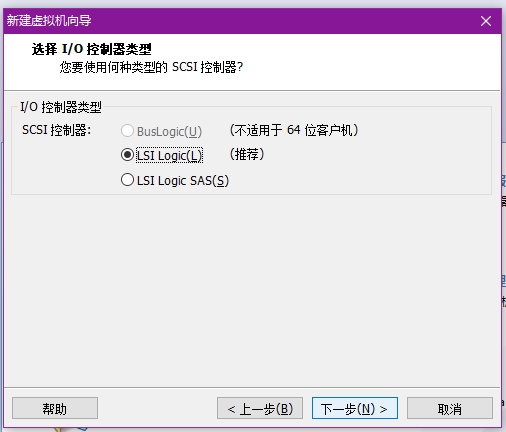 新建虚拟机向导
选择 I/O 控制器类型
您要使用何种类型的 SCSI 控制器?
I/O 控制器类型
SCSI 控制器:
BusLogic(U) (不适用于 64 位客户机)
LSI Logic(L) (推荐)
LSI Logic SAS(S)
帮助 < 上一步(B) 下一步(N) > 取消